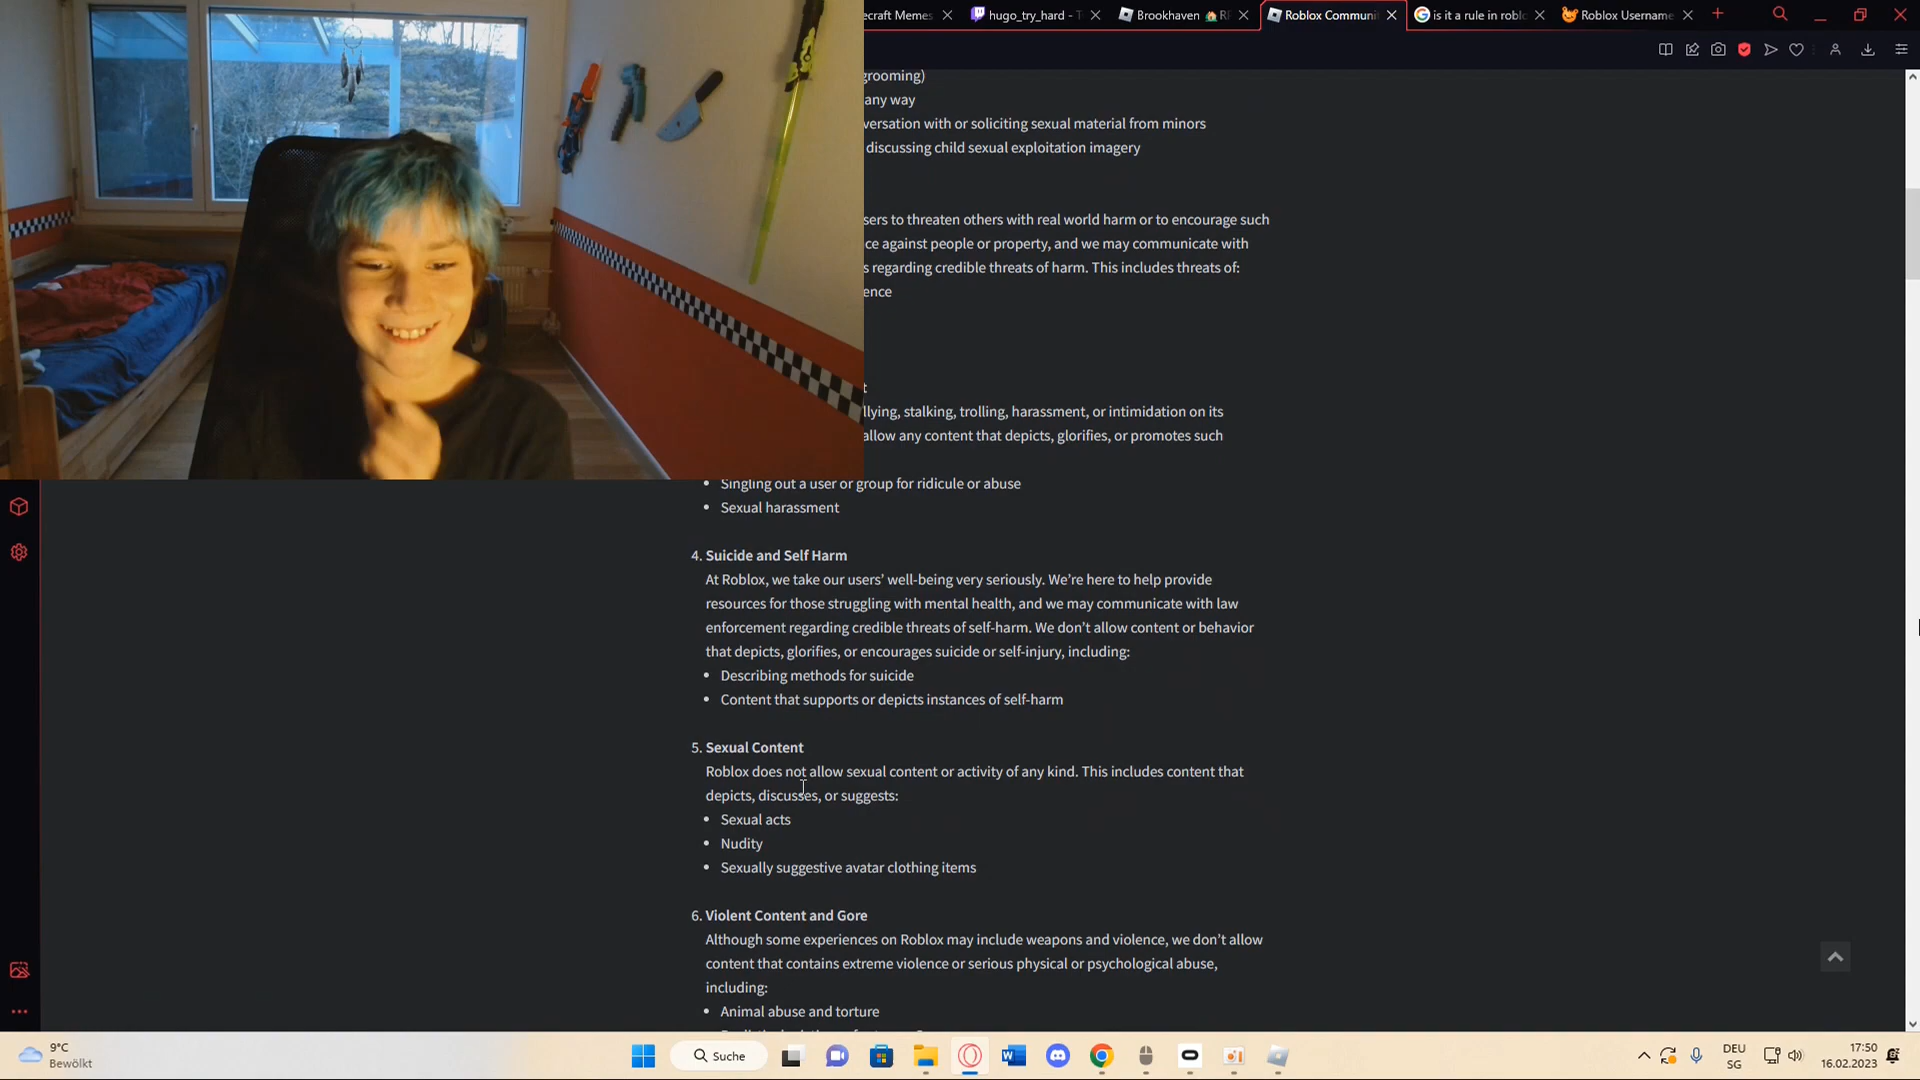 ecraft Memes
hugo_try_hard - T
Brookhaven 🏠 R
Roblox Communi
is it a rule in roblo
Roblox Username
grooming)
any way
versation with or soliciting sexual material from minors
discussing child sexual exploitation imagery
sers to threaten others with real world harm or to encourage such
ce against people or property, and we may communicate with
s regarding credible threats of harm. This includes threats of:
ence
t
llying, stalking, trolling, harassment, or intimidation on its
allow any content that depicts, glorifies, or promotes such
• Singling out a user or group for ridicule or abuse
• Sexual harassment
4. Suicide and Self Harm
At Roblox, we take our users’ well-being very seriously. We’re here to help provide
resources for those struggling with mental health, and we may communicate with law
enforcement regarding credible threats of self-harm. We don’t allow content or behavior
that depicts, glorifies, or encourages suicide or self-injury, including:
• Describing methods for suicide
• Content that supports or depicts instances of self-harm
5. Sexual Content
Roblox does not allow sexual content or activity of any kind. This includes content that
depicts, discusses, or suggests:
• Sexual acts
• Nudity
• Sexually suggestive avatar clothing items
6. Violent Content and Gore
Although some experiences on Roblox may include weapons and violence, we don’t allow
content that contains extreme violence or serious physical or psychological abuse,
including:
• Animal abuse and torture
9°C
Bewölkt
Suche
DEU
SG
17:50
16.02.2023